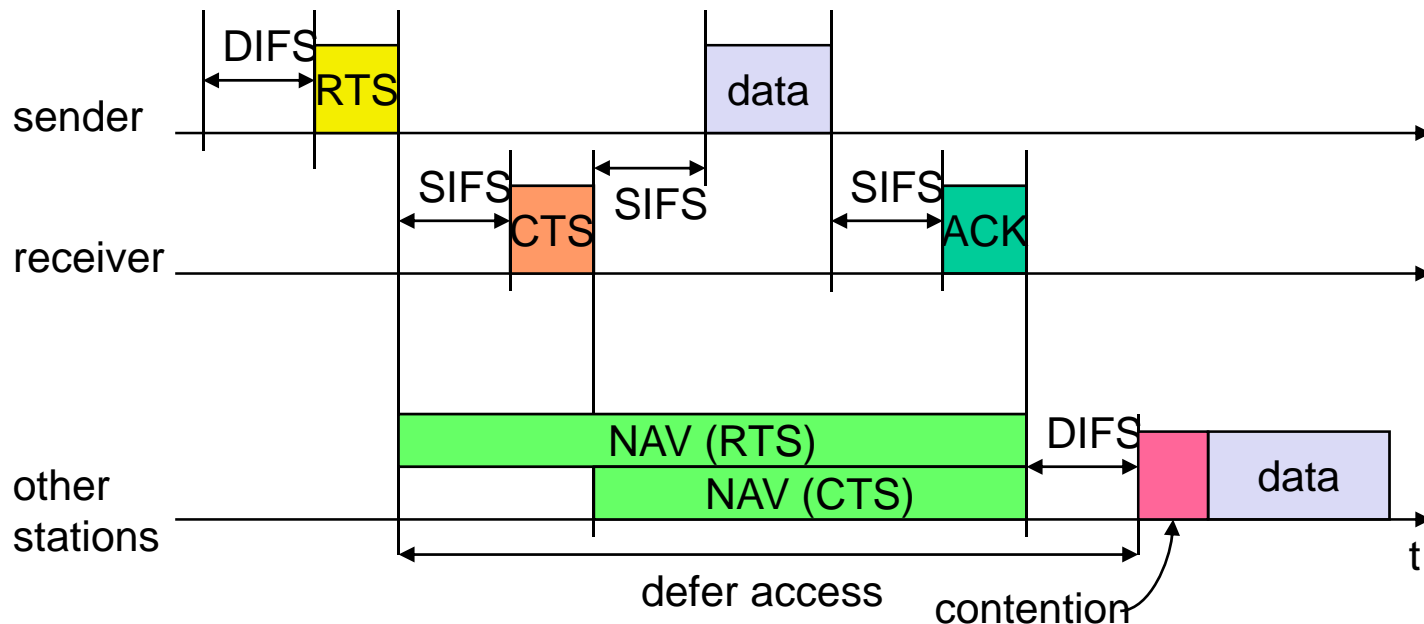 DIFS
RTS
data
sender
SIFS
CTS
SIFS
SIFS
ACK
receiver
NAV (RTS)
DIFS
NAV (CTS)
data
other
stations
t
defer access
contention